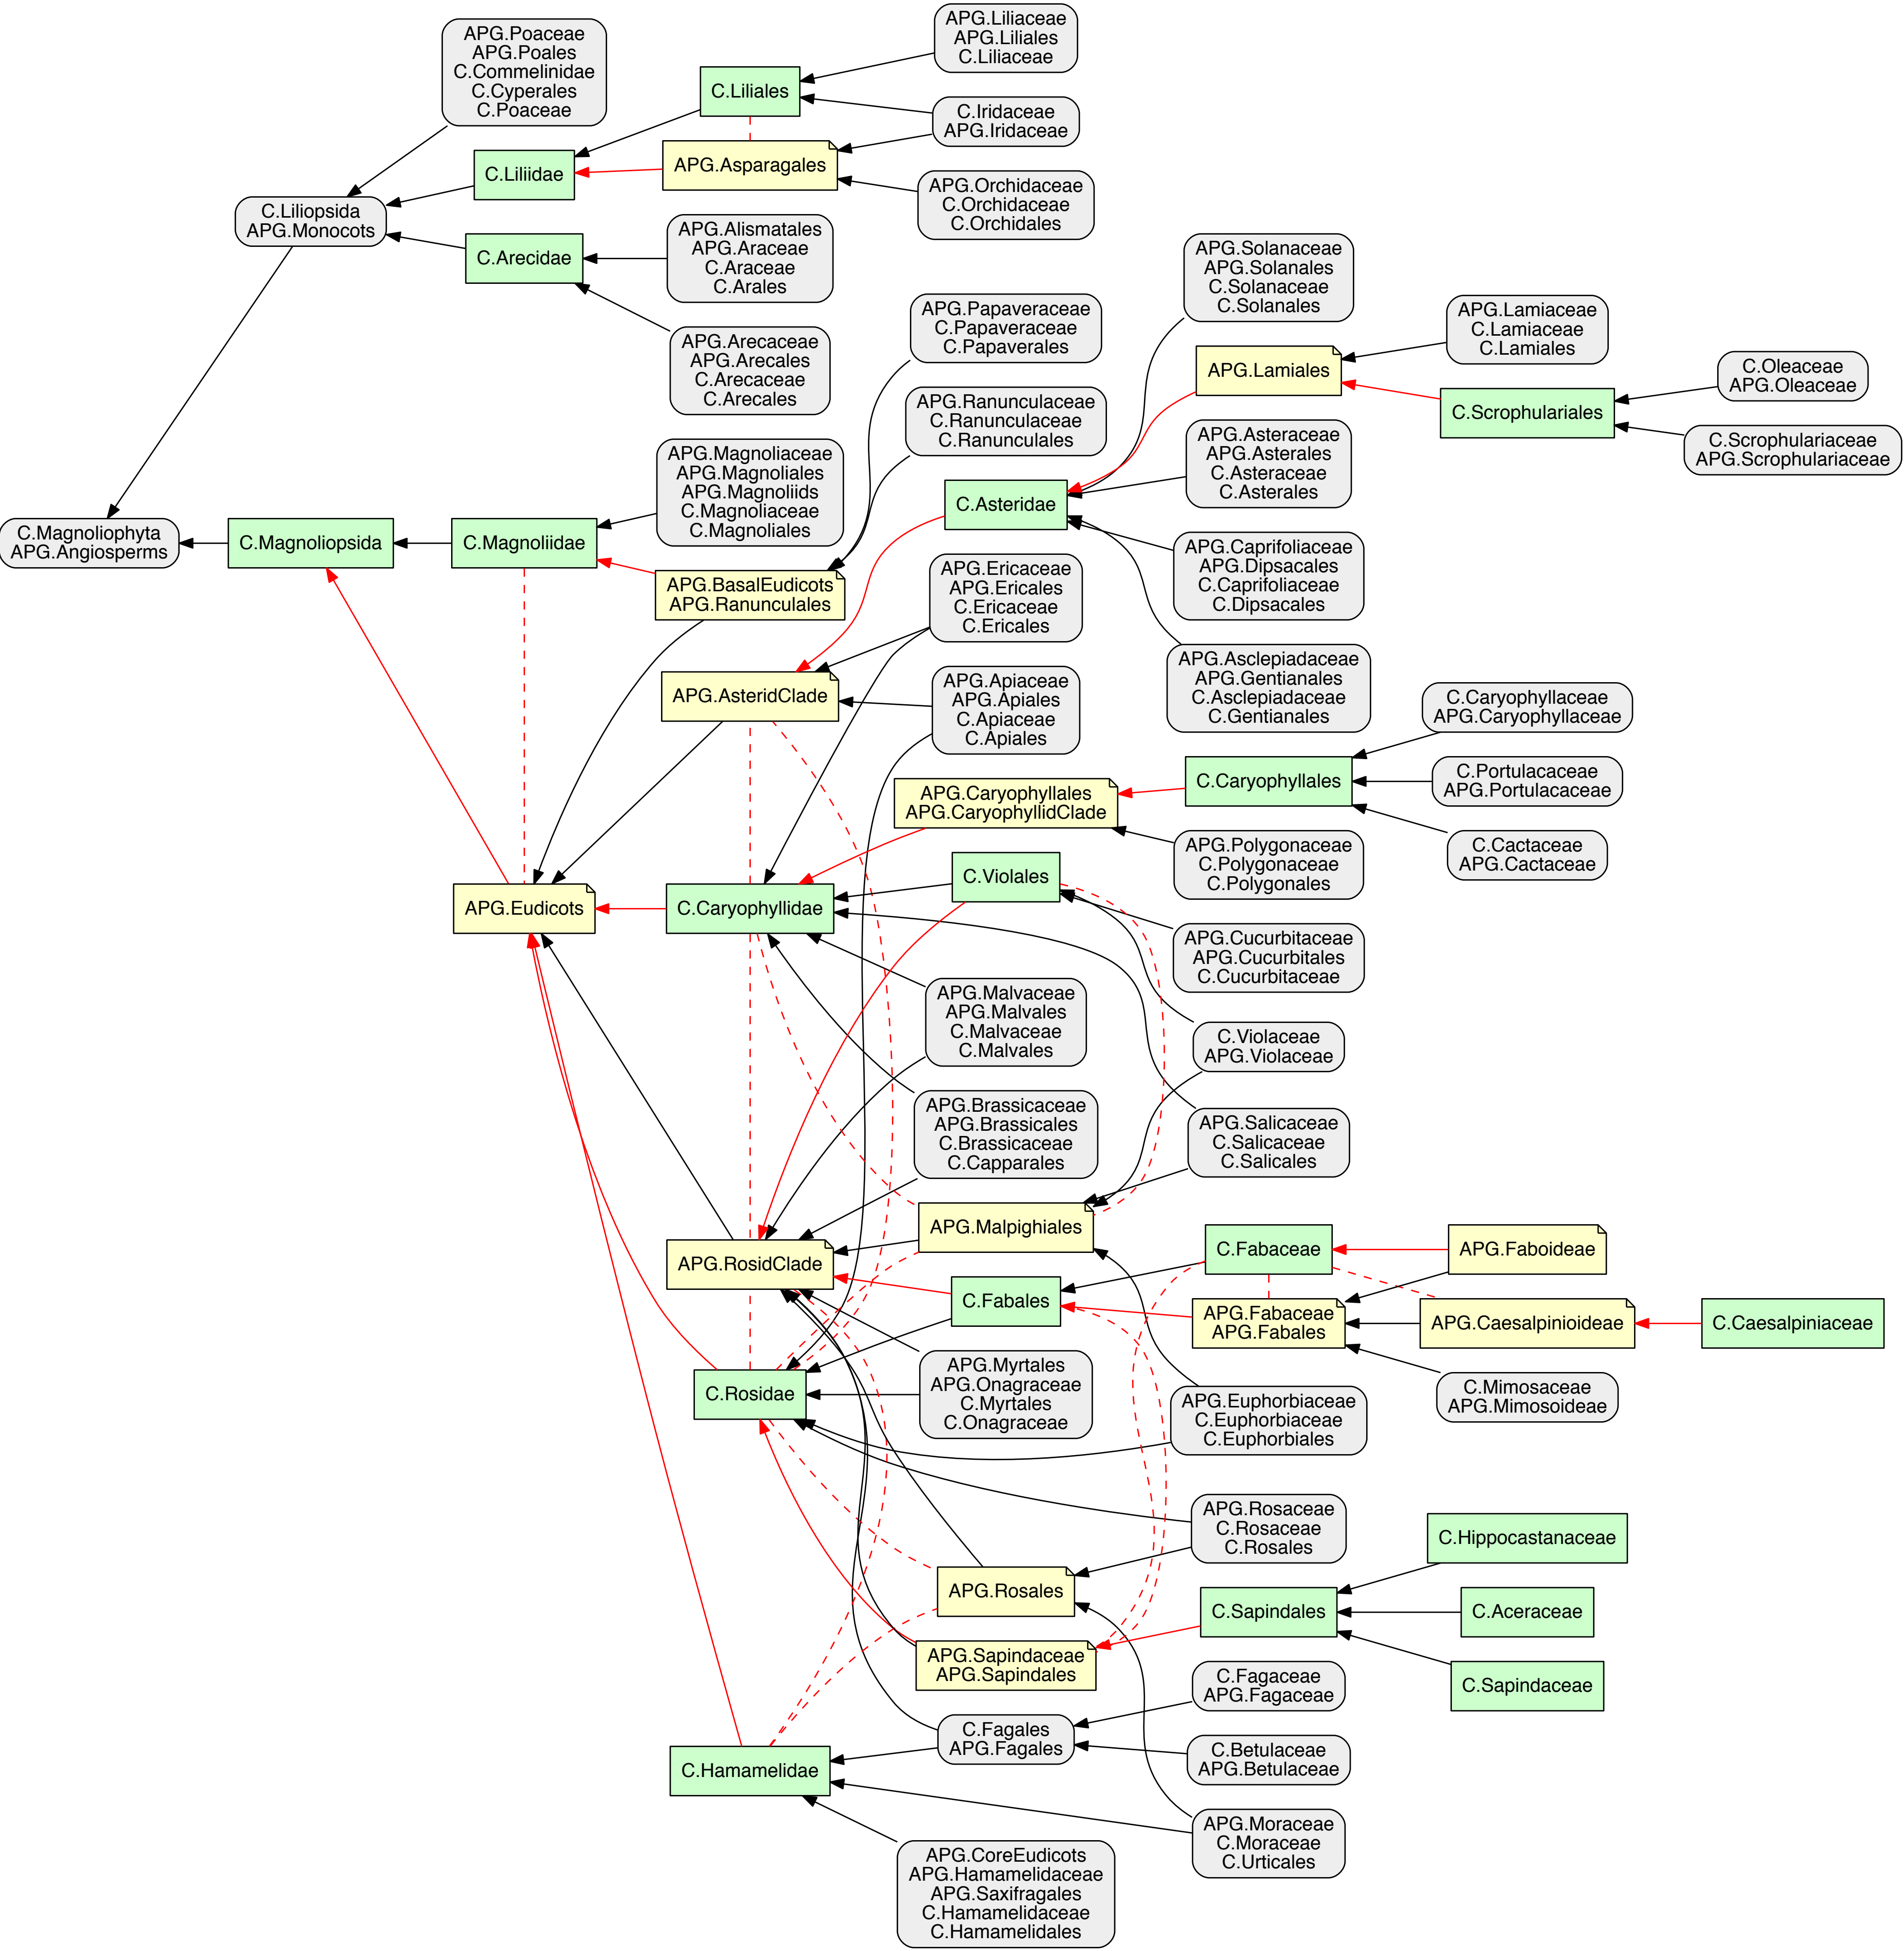 APG.Poaceae
APG.Poales
C.Commelinidae
C.Cyperales
C.Poaceae
C.Liliales
APG.Liliaceae
APG.Liliales
C.Liliaceae
C.Iridaceae
APG.Iridaceae
APG.Asparagales
C.Liliidae
APG.Orchidaceae
C.Orchidaceae
C.Orchidales
C.Liliopsida
APG.Monocots
C.Arecidae
APG.Alismatales
APG.Araceae
C.Araceae
C.Arales
APG.Arecaceae
APG.Arecales
C.Arecaceae
C.Arecales
APG.Papaveraceae
C.Papaveraceae
C.Papaverales
APG.Ranunculaceae
C.Ranunculaceae
C.Ranunculales
APG.Solanaceae
APG.Solanales
C.Solanaceae
C.Solanales
APG.Lamiales
APG.Lamiaceae
C.Lamiaceae
C.Lamiales
C.Scrophulariales
C.Oleaceae
APG.Oleaceae
C.Scrophulariaceae
APG.Scrophulariaceae
APG.Asteraceae
APG.Asterales
C.Asteraceae
C.Asterales
C.Asteridae
APG.Magnoliaceae
APG.Magnoliales
APG.Magnoliids
C.Magnoliaceae
C.Magnoliales
C.Magnoliophyta
APG.Angiosperms
C.Magnoliopsida
C.Magnoliidae
APG.BasalEudicots
APG.Ranunculales
APG.Caprifoliaceae
APG.Dipsacales
C.Caprifoliaceae
C.Dipsacales
APG.Ericaceae
APG.Ericales
C.Ericaceae
C.Ericales
APG.AsteridClade
APG.Apiaceae
APG.Apiales
C.Apiaceae
C.Apiales
APG.Asclepiadaceae
APG.Gentianales
C.Asclepiadaceae
C.Gentianales
C.Caryophyllaceae
APG.Caryophyllaceae
C.Caryophyllales
C.Portulacaceae
APG.Portulacaceae
C.Cactaceae
APG.Cactaceae
APG.Caryophyllales
APG.CaryophyllidClade
APG.Polygonaceae
C.Polygonaceae
C.Polygonales
C.Violales
APG.Eudicots
C.Caryophyllidae
APG.Cucurbitaceae
APG.Cucurbitales
C.Cucurbitaceae
APG.Malvaceae
APG.Malvales
C.Malvaceae
C.Malvales
C.Violaceae
APG.Violaceae
APG.Brassicaceae
APG.Brassicales
C.Brassicaceae
C.Capparales
APG.Salicaceae
C.Salicaceae
C.Salicales
APG.Malpighiales
APG.RosidClade
C.Fabaceae
APG.Faboideae
C.Fabales
APG.Fabaceae
APG.Fabales
APG.Caesalpinioideae
C.Caesalpiniaceae
C.Rosidae
APG.Myrtales
APG.Onagraceae
C.Myrtales
C.Onagraceae
C.Mimosaceae
APG.Mimosoideae
APG.Euphorbiaceae
C.Euphorbiaceae
C.Euphorbiales
APG.Rosaceae
C.Rosaceae
C.Rosales
C.Hippocastanaceae
APG.Rosales
C.Sapindales
C.Aceraceae
APG.Sapindaceae
APG.Sapindales
C.Sapindaceae
C.Fagaceae
APG.Fagaceae
C.Fagales
APG.Fagales
C.Betulaceae
APG.Betulaceae
C.Hamamelidae
APG.Moraceae
C.Moraceae
C.Urticales
APG.CoreEudicots
APG.Hamamelidaceae
APG.Saxifragales
C.Hamamelidaceae
C.Hamamelidales